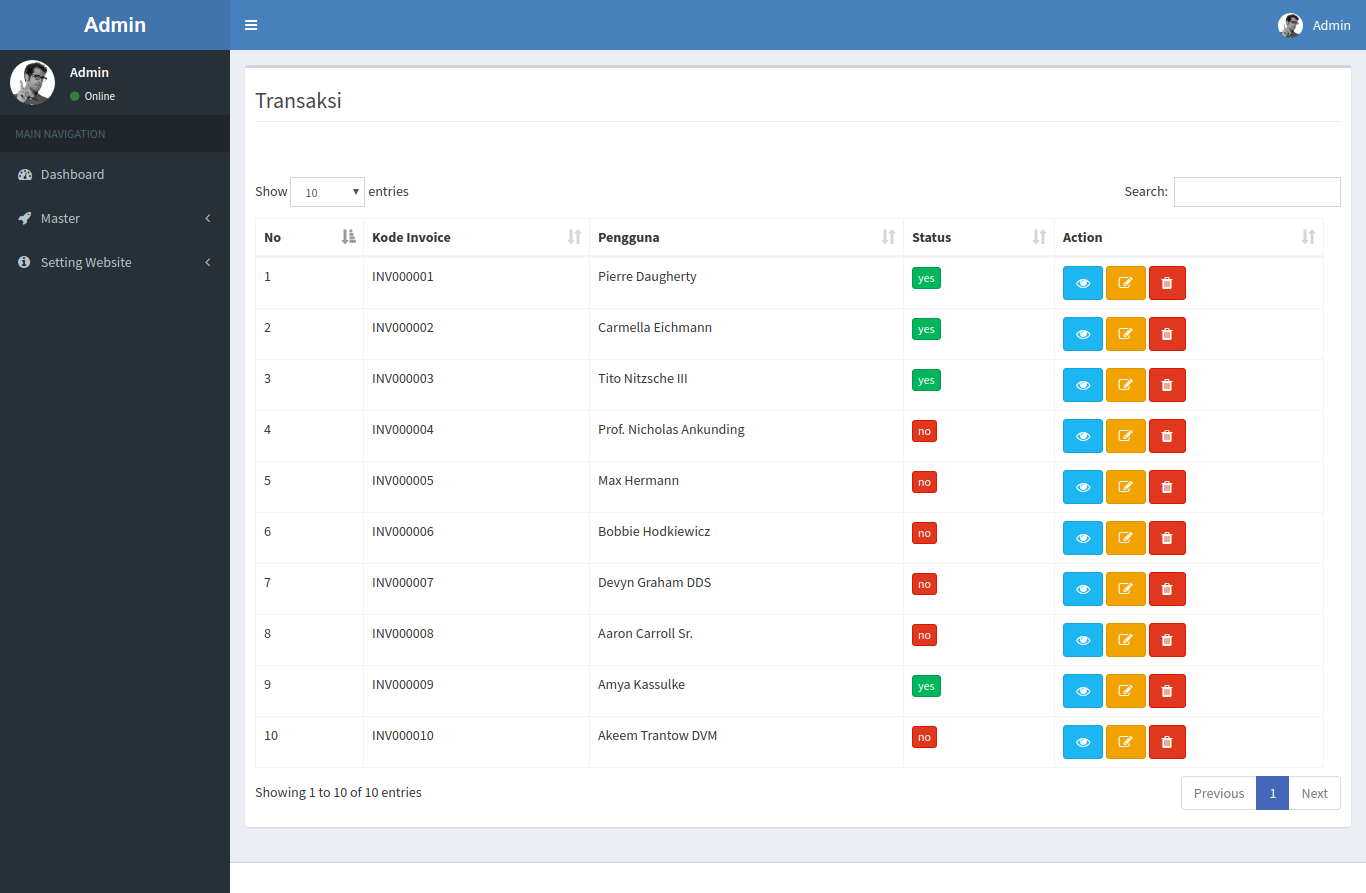 Admin
Admin
Admin
Online
MAIN NAVIGATION
Dashboard
Master
Setting Website
Transaksi
Show 10 entries
Search:
No Kode Invoice Pengguna Status Action
1 INV000001 Pierre Daugherty yes
2 INV000002 Carmella Eichmann yes
3 INV000003 Tito Nitzsche III yes
4 INV000004 Prof. Nicholas Ankunding no
5 INV000005 Max Hermann no
6 INV000006 Bobbie Hodkiewicz no
7 INV000007 Devyn Graham DDS no
8 INV000008 Aaron Carroll Sr. no
9 INV000009 Amya Kassulke yes
10 INV000010 Akeem Trantow DVM no
Showing 1 to 10 of 10 entries
Previous 1 Next